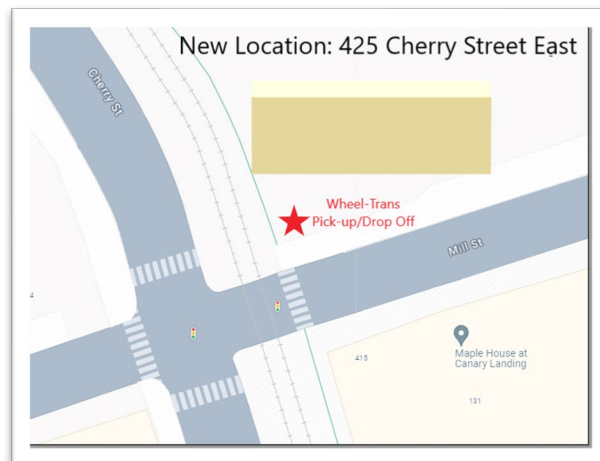 New Location: 425 Cherry Street East
Cherry St
Wheel-Trans
Pick-up/Drop Off
Mill St
4
415
Maple House at
Canary Landing
131